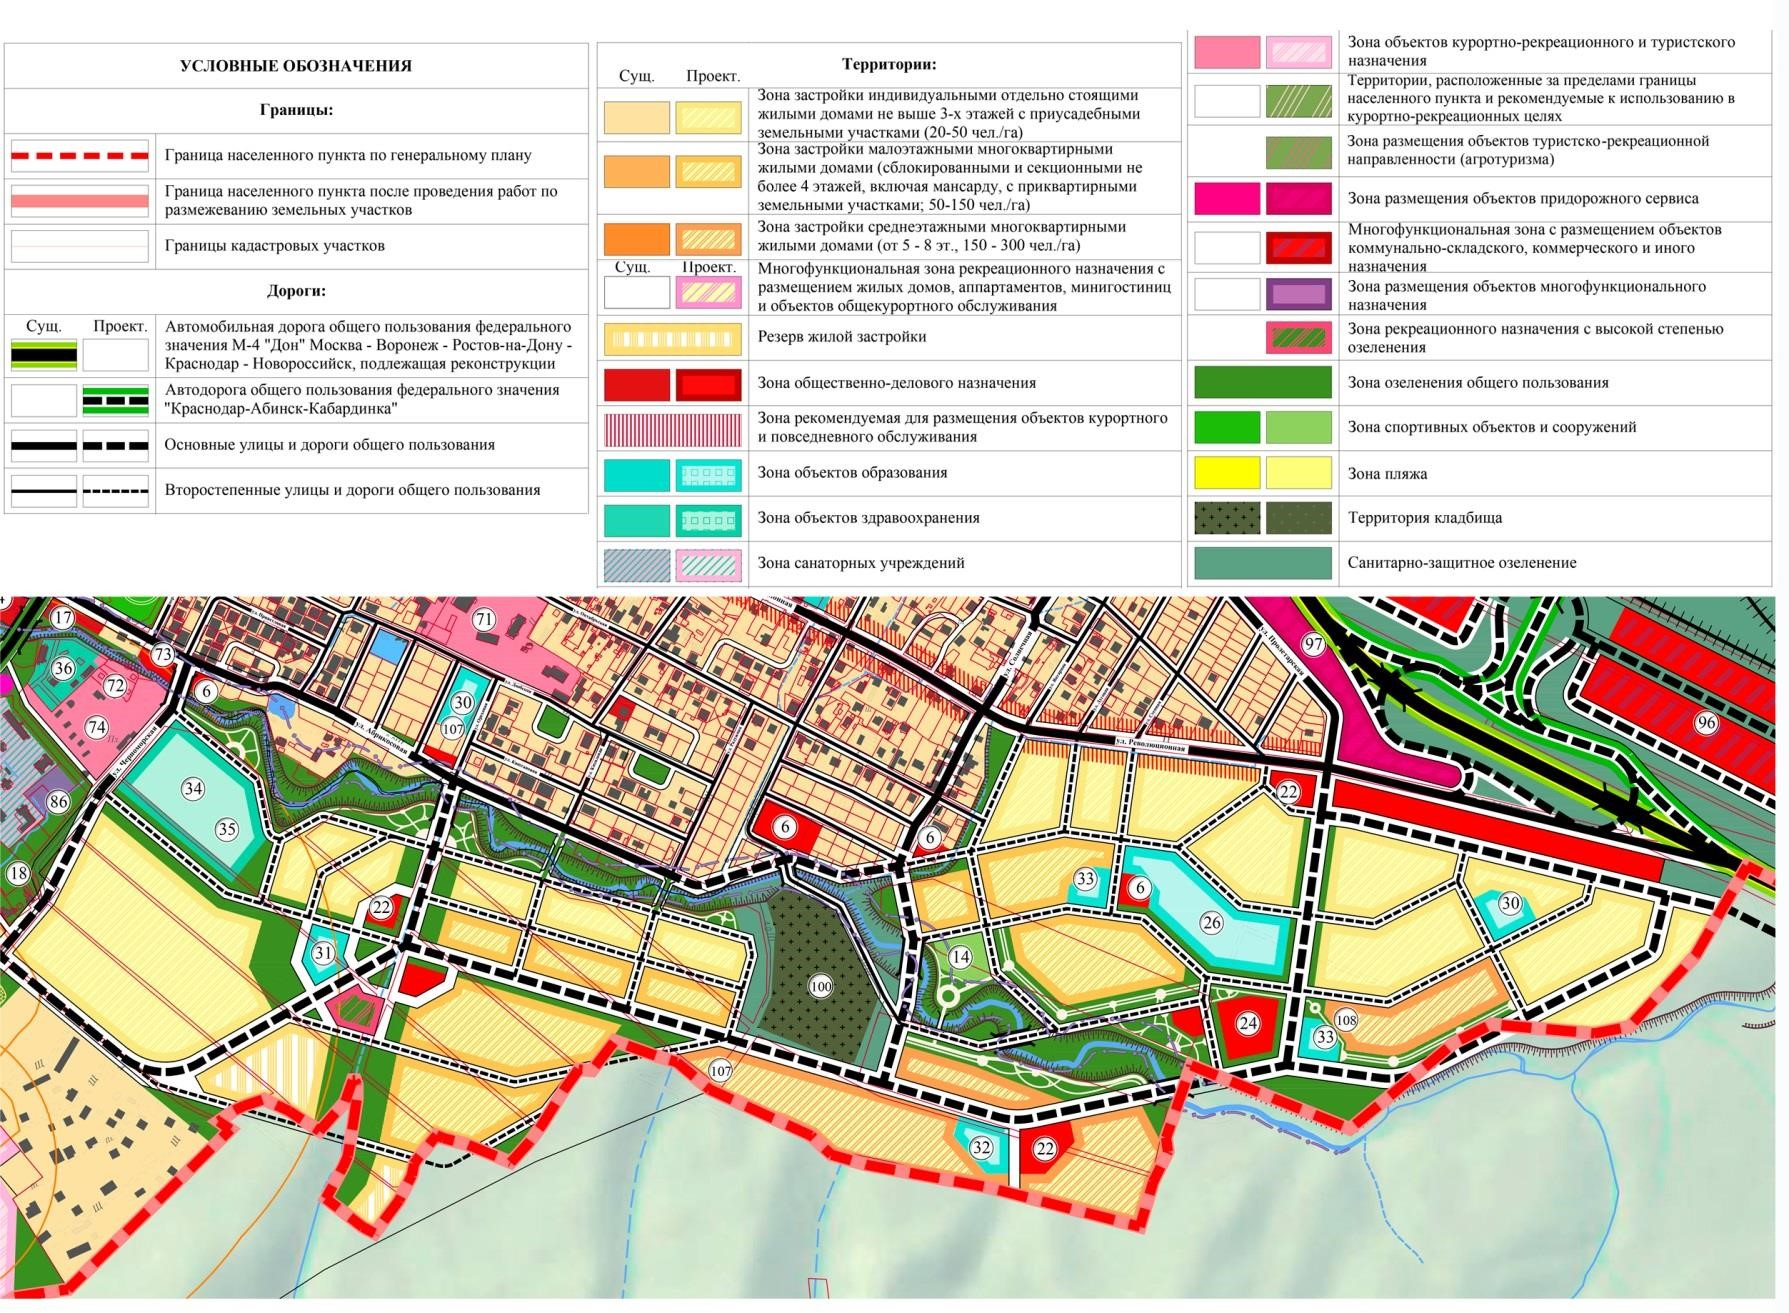 УСЛОВНЫЕ ОБОЗНАЧЕНИЯ
Границы:
Граница населенного пункта по генеральному плану
Граница населенного пункта после проведения работ по
размежеванию земельных участков
Границы кадастровых участков
Дороги:
Сущ. Проект.
Автомобильная дорога общего пользования федерального
значения М-4 "Дон" Москва - Воронеж - Ростов-на-Дону -
Краснодар - Новороссийск, подлежащая реконструкции
Автодорога общего пользования федерального значения
"Краснодар-Абинск-Кабардинка"
Основные улицы и дороги общего пользования
Второстепенные улицы и дороги общего пользования
Сущ. Проект.
Территории:
Зона застройки индивидуальными отдельно стоящими
жилыми домами не выше 3-х этажей с приусадебными
земельными участками (20-50 чел./га)
Зона застройки малоэтажными многоквартирными
жилыми домами (сблокированными и секционными не
более 4 этажей, включая мансарду, с приквартирными
земельными участками; 50-150 чел./га)
Зона застройки среднеэтажными многоквартирными
жилыми домами (от 5 - 8 эт., 150 - 300 чел./га)
Сущ. Проект.
Многофункциональная зона рекреационного назначения с
размещением жилых домов, аппартаментов, минигостиниц
и объектов общекурортного обслуживания
Резерв жилой застройки
Зона общественно-делового назначения
Зона рекомендуемая для размещения объектов курортного
и повседневного обслуживания
Зона объектов образования
Зона объектов здравоохранения
Зона санаторных учреждений
Зона объектов курортно-рекреационного и туристского
назначения
Территории, расположенные за пределами границы
населенного пункта и рекомендуемые к использованию в
курортно-рекреационных целях
Зона размещения объектов туристско-рекреационной
направленности (агротуризма)
Зона размещения объектов придорожного сервиса
Многофункциональная зона с размещением объектов
коммунально-складского, коммерческого и иного
назначения
Зона размещения объектов многофункционального
назначения
Зона рекреационного назначения с высокой степенью
озеленения
Зона озеленения общего пользования
Зона спортивных объектов и сооружений
Зона пляжа
Территория кладбища
Санитарно-защитное озеленение
17
71
97
ул. Пролетарская
ул. Солнечная
73
36
72
6
30
74
107
96
ул. Абрикосовая
ул. Революционная
ул. Черноморская
34
86
22
35
6
6
18
33
6
30
22
26
31
14
100
108
24
33
107
32
22